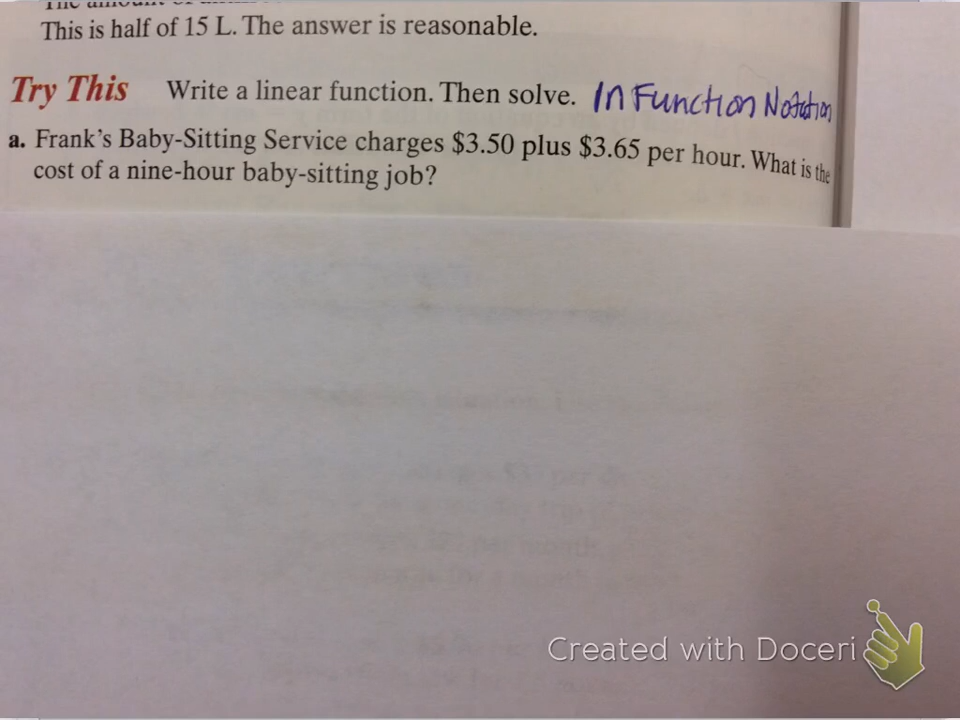 This is half of 15 L. The answer is reasonable.
Try This Write a linear function. Then solve. In Function Notation
a. Frank's Baby-Sitting Service charges $3.50 plus $3.65 per hour. What is the
cost of a nine-hour baby-sitting job?
Created with Doceri